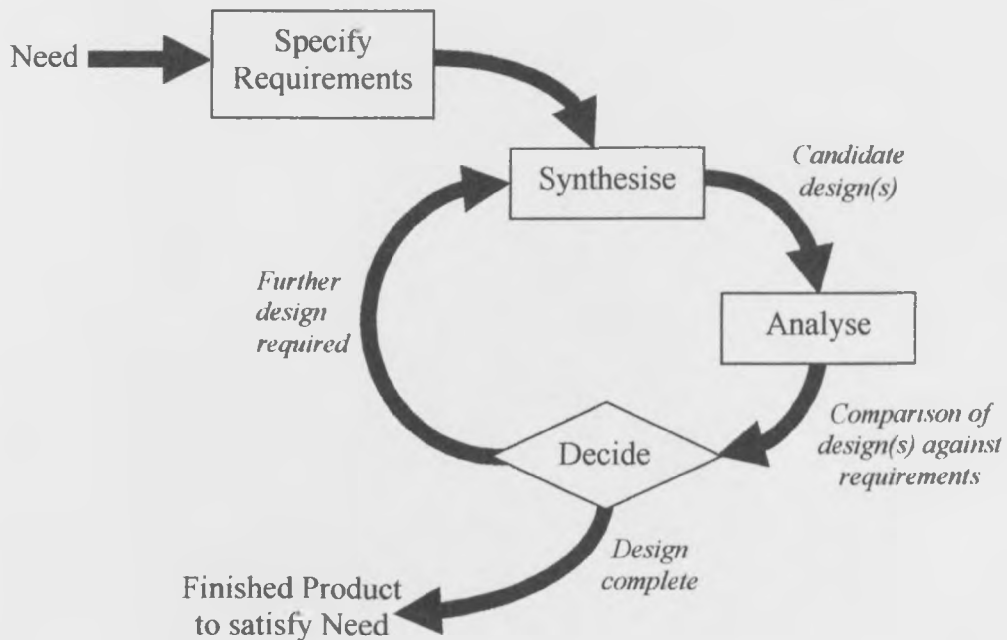 Need
Specify
Requirements
Synthesise
Candidate
design(s)
Further
design
required
Analyse
Decide
Comparison of
design(s) against
requirements
Design
complete
Finished Product
to satisfy Need